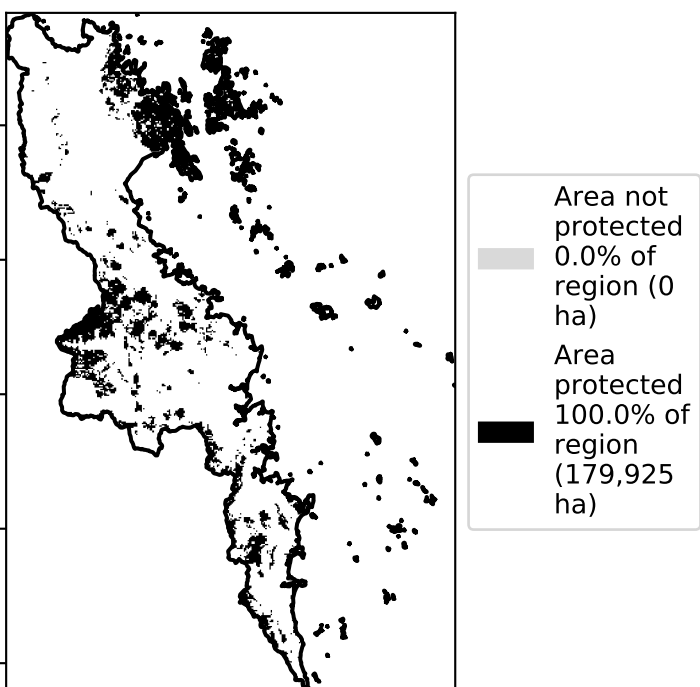 Area not
protected
0.0% of
region (0
ha)
Area
protected
100.0% of
region
(179,925
ha)